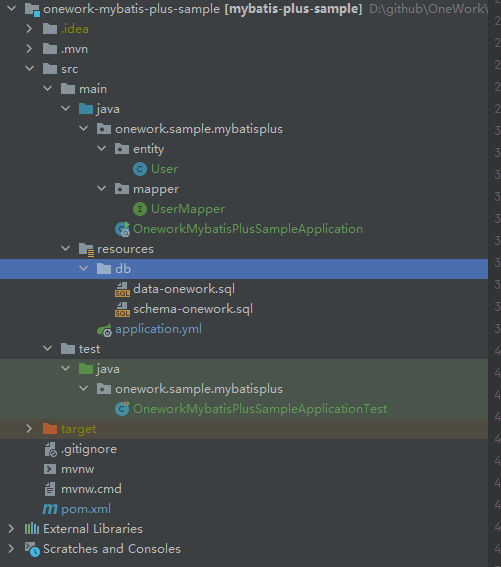 onework-mybatis-plus-sample [mybatis-plus-sample] D:\github\OneWork\
.idea
.mvn
src
main
java
onework.sample.mybatisplus
entity
User
mapper
UserMapper
OneworkMybatisPlusSampleApplication
resources
db
data-onework.sql
schema-onework.sql
application.yml
test
java
onework.sample.mybatisplus
OneworkMybatisPlusSampleApplicationTest
target
.gitignore
mvnw
mvnw.cmd
pom.xml
External Libraries
Scratches and Consoles